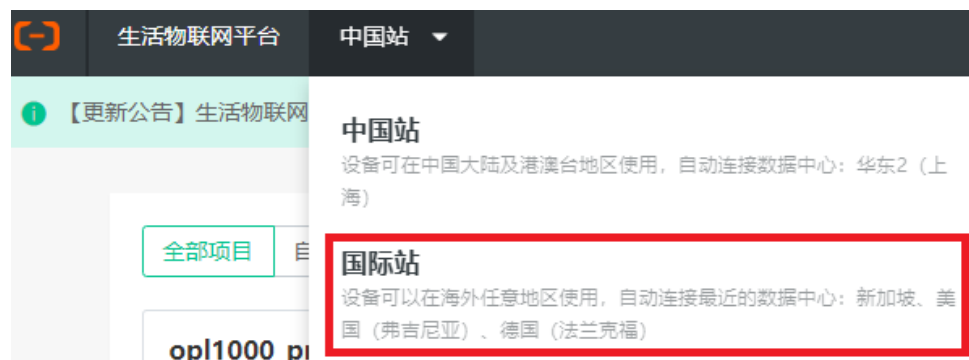 生活物联网平台
中国站
【更新公告】生活物联网
中国站
设备可在中国大陆及港澳台地区使用，自动连接数据中心：华东2（上
海）
全部项目
国际站
设备可以在海外任意地区使用，自动连接最近的数据中心：新加坡、美
国（弗吉尼亚）、德国（法兰克福）
opl1000